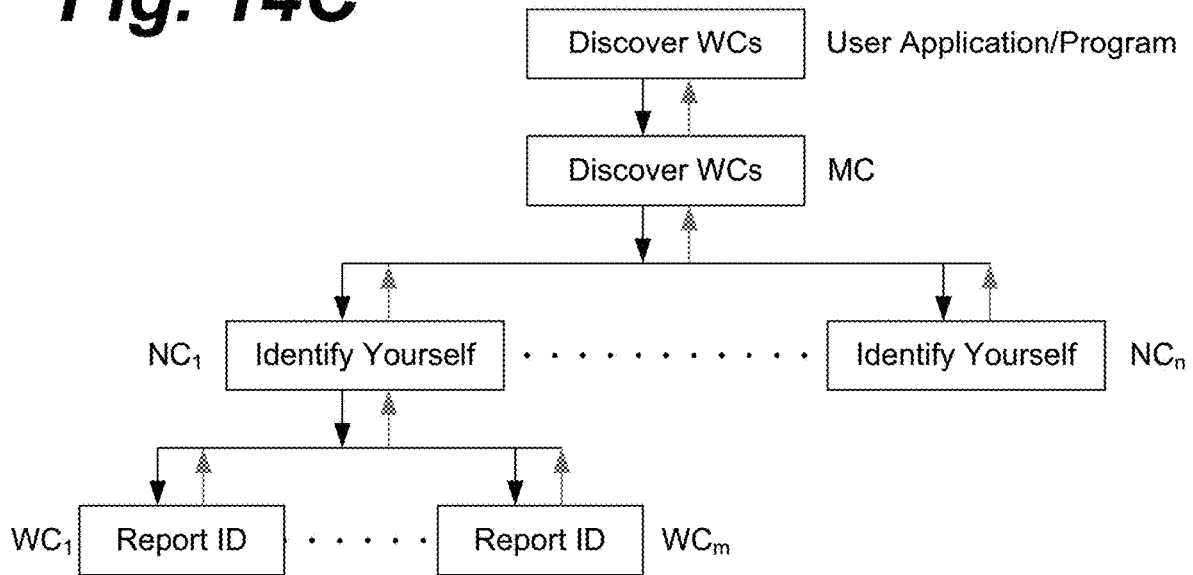 Fig. 14C
Discover WCs User Application/Program
Discover WCs MC
NC₁ Identify Yourself Identify Yourself NCₙ
WC₁ Report ID Report ID WCₘ